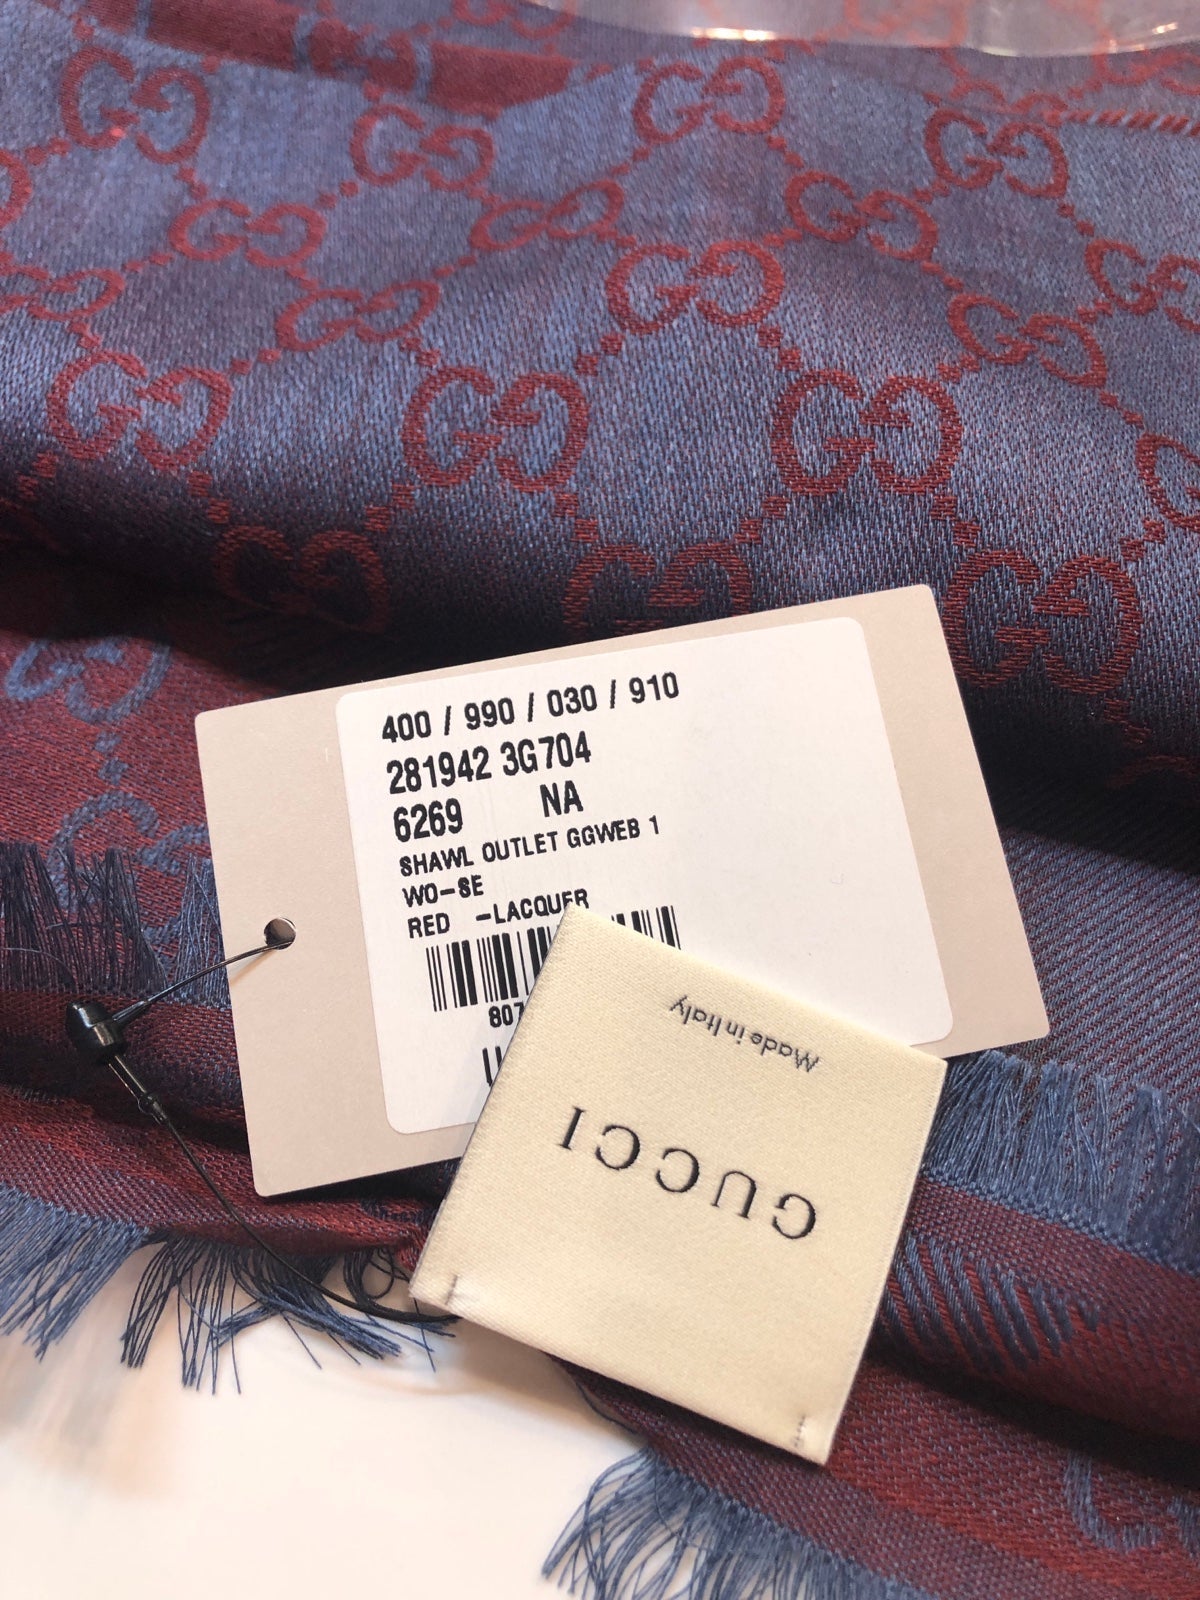 400 / 990 / 030 / 910
281942 3G704
6269 NA
SHAWL OUTLET GGWEB 1
WO-SE
RED -LACQUER
807
GUCCI
Made in Italy